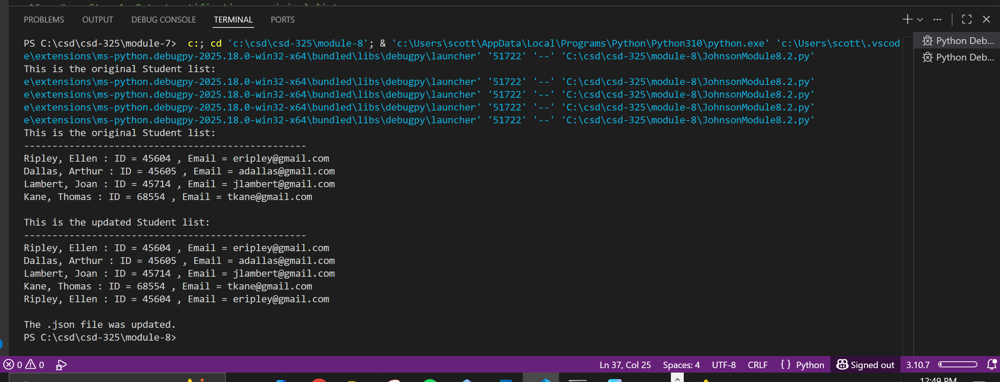 PROBLEMS OUTPUT DEBUG CONSOLE TERMINAL PORTS
PS C:\csd\csd-325\module-7>  c:; cd 'c:\csd\csd-325\module-8'; & 'c:\Users\scott\AppData\Local\Programs\Python\Python310\python.exe' 'c:\Users\scott\.vscod
e\extensions\ms-python.debugpy-2025.18.0-win32-x64\bundled\libs\debugpy\launcher' '51722' '--' 'C:\csd\csd-325\module-8\JohnsonModule8.2.py'
This is the original Student list:
e\extensions\ms-python.debugpy-2025.18.0-win32-x64\bundled\libs\debugpy\launcher' '51722' '--' 'C:\csd\csd-325\module-8\JohnsonModule8.2.py'
e\extensions\ms-python.debugpy-2025.18.0-win32-x64\bundled\libs\debugpy\launcher' '51722' '--' 'C:\csd\csd-325\module-8\JohnsonModule8.2.py'
e\extensions\ms-python.debugpy-2025.18.0-win32-x64\bundled\libs\debugpy\launcher' '51722' '--' 'C:\csd\csd-325\module-8\JohnsonModule8.2.py'
e\extensions\ms-python.debugpy-2025.18.0-win32-x64\bundled\libs\debugpy\launcher' '51722' '--' 'C:\csd\csd-325\module-8\JohnsonModule8.2.py'
This is the original Student list:
--------------------------------------------------
Ripley, Ellen : ID = 45604 , Email = eripley@gmail.com
Dallas, Arthur : ID = 45605 , Email = adallas@gmail.com
Lambert, Joan : ID = 45714 , Email = jlambert@gmail.com
Kane, Thomas : ID = 68554 , Email = tkane@gmail.com
This is the updated Student list:
--------------------------------------------------
Ripley, Ellen : ID = 45604 , Email = eripley@gmail.com
Dallas, Arthur : ID = 45605 , Email = adallas@gmail.com
Lambert, Joan : ID = 45714 , Email = jlambert@gmail.com
Kane, Thomas : ID = 68554 , Email = tkane@gmail.com
Ripley, Ellen : ID = 45604 , Email = eripley@gmail.com
The .json file was updated.
PS C:\csd\csd-325\module-8>
Python Deb...
Python Deb...
0 0 Ln 37, Col 25 Spaces: 4 UTF-8 CRLF { } Python Signed out 3.10.7
12:49 PM